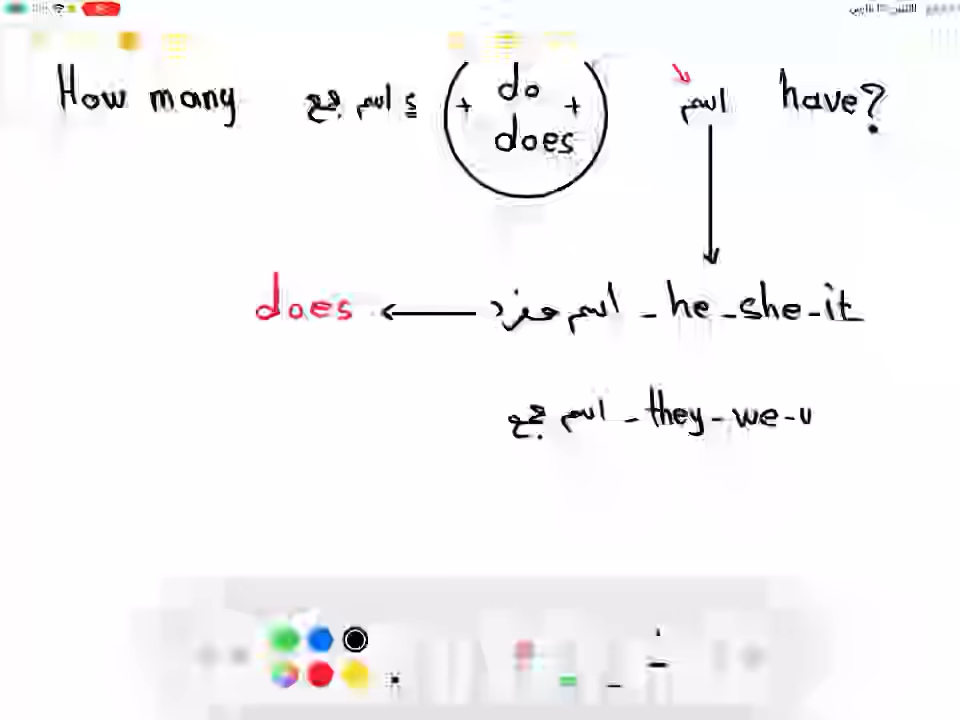 How many اسم جمع s + do + اسم have?
does
does ← اسم مفرد - he - she - it
اسم جمع - they - we - u